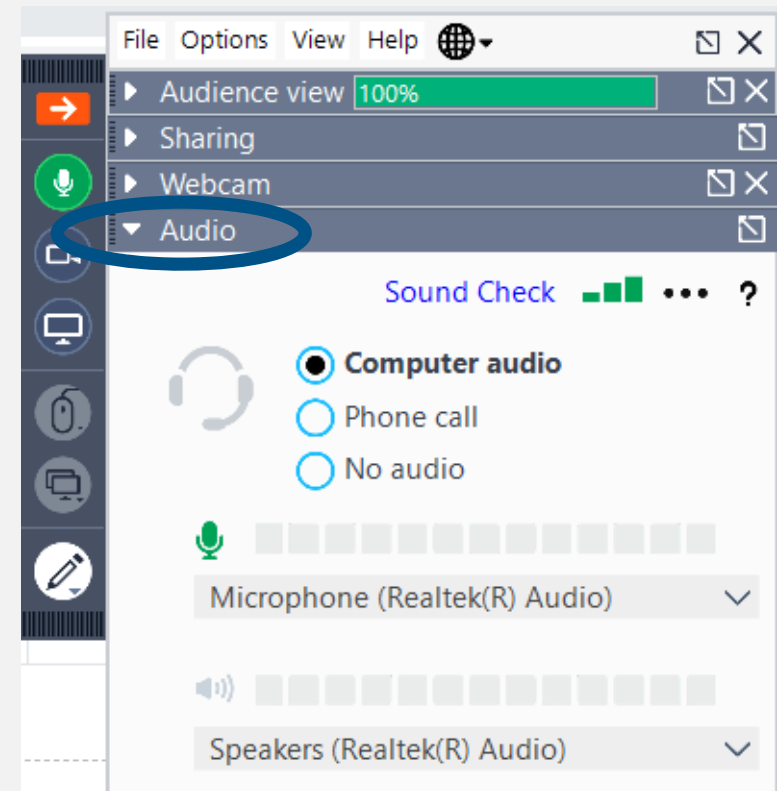 File Options View Help
Audience view 100%
Sharing
Webcam
Audio
Sound Check ?
Computer audio
Phone call
No audio
Microphone (Realtek(R) Audio)
Speakers (Realtek(R) Audio)